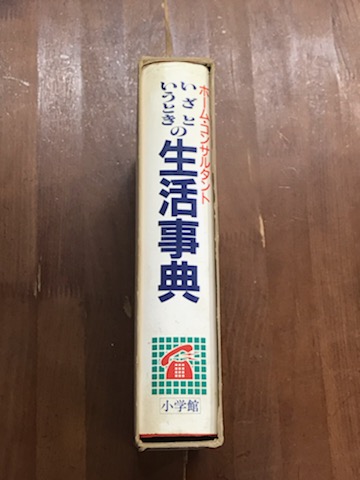 ホーム・コンサルタント
いざと
いうとき
の
生活事典
小学館